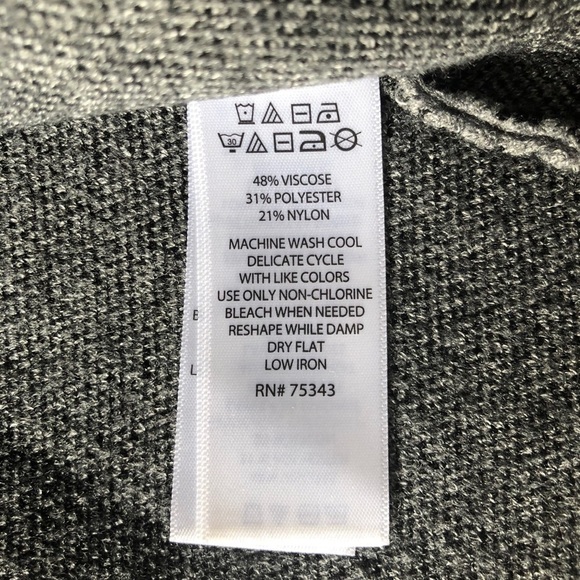 30
48% VISCOSE
31% POLYESTER
21% NYLON
MACHINE WASH COOL
DELICATE CYCLE
WITH LIKE COLORS
USE ONLY NON-CHLORINE
BLEACH WHEN NEEDED
RESHAPE WHILE DAMP
DRY FLAT
LOW IRON
RN# 75343